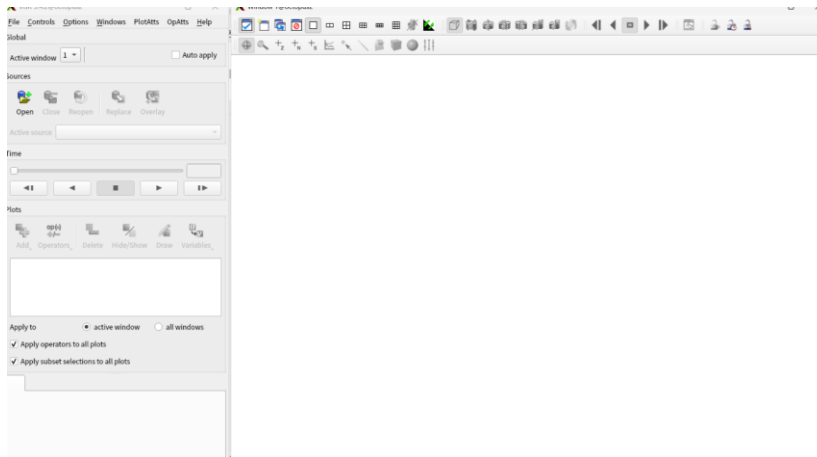 File Controls Options Windows PlotAtts OpAtts Help
Global
Active window 1
Auto apply
Sources
Open Close Reopen Replace Overlay
Active source
Time
Plots
Add Operators Delete Hide/Show Draw Variables
Apply to active window all windows
Apply operators to all plots
Apply subset selections to all plots